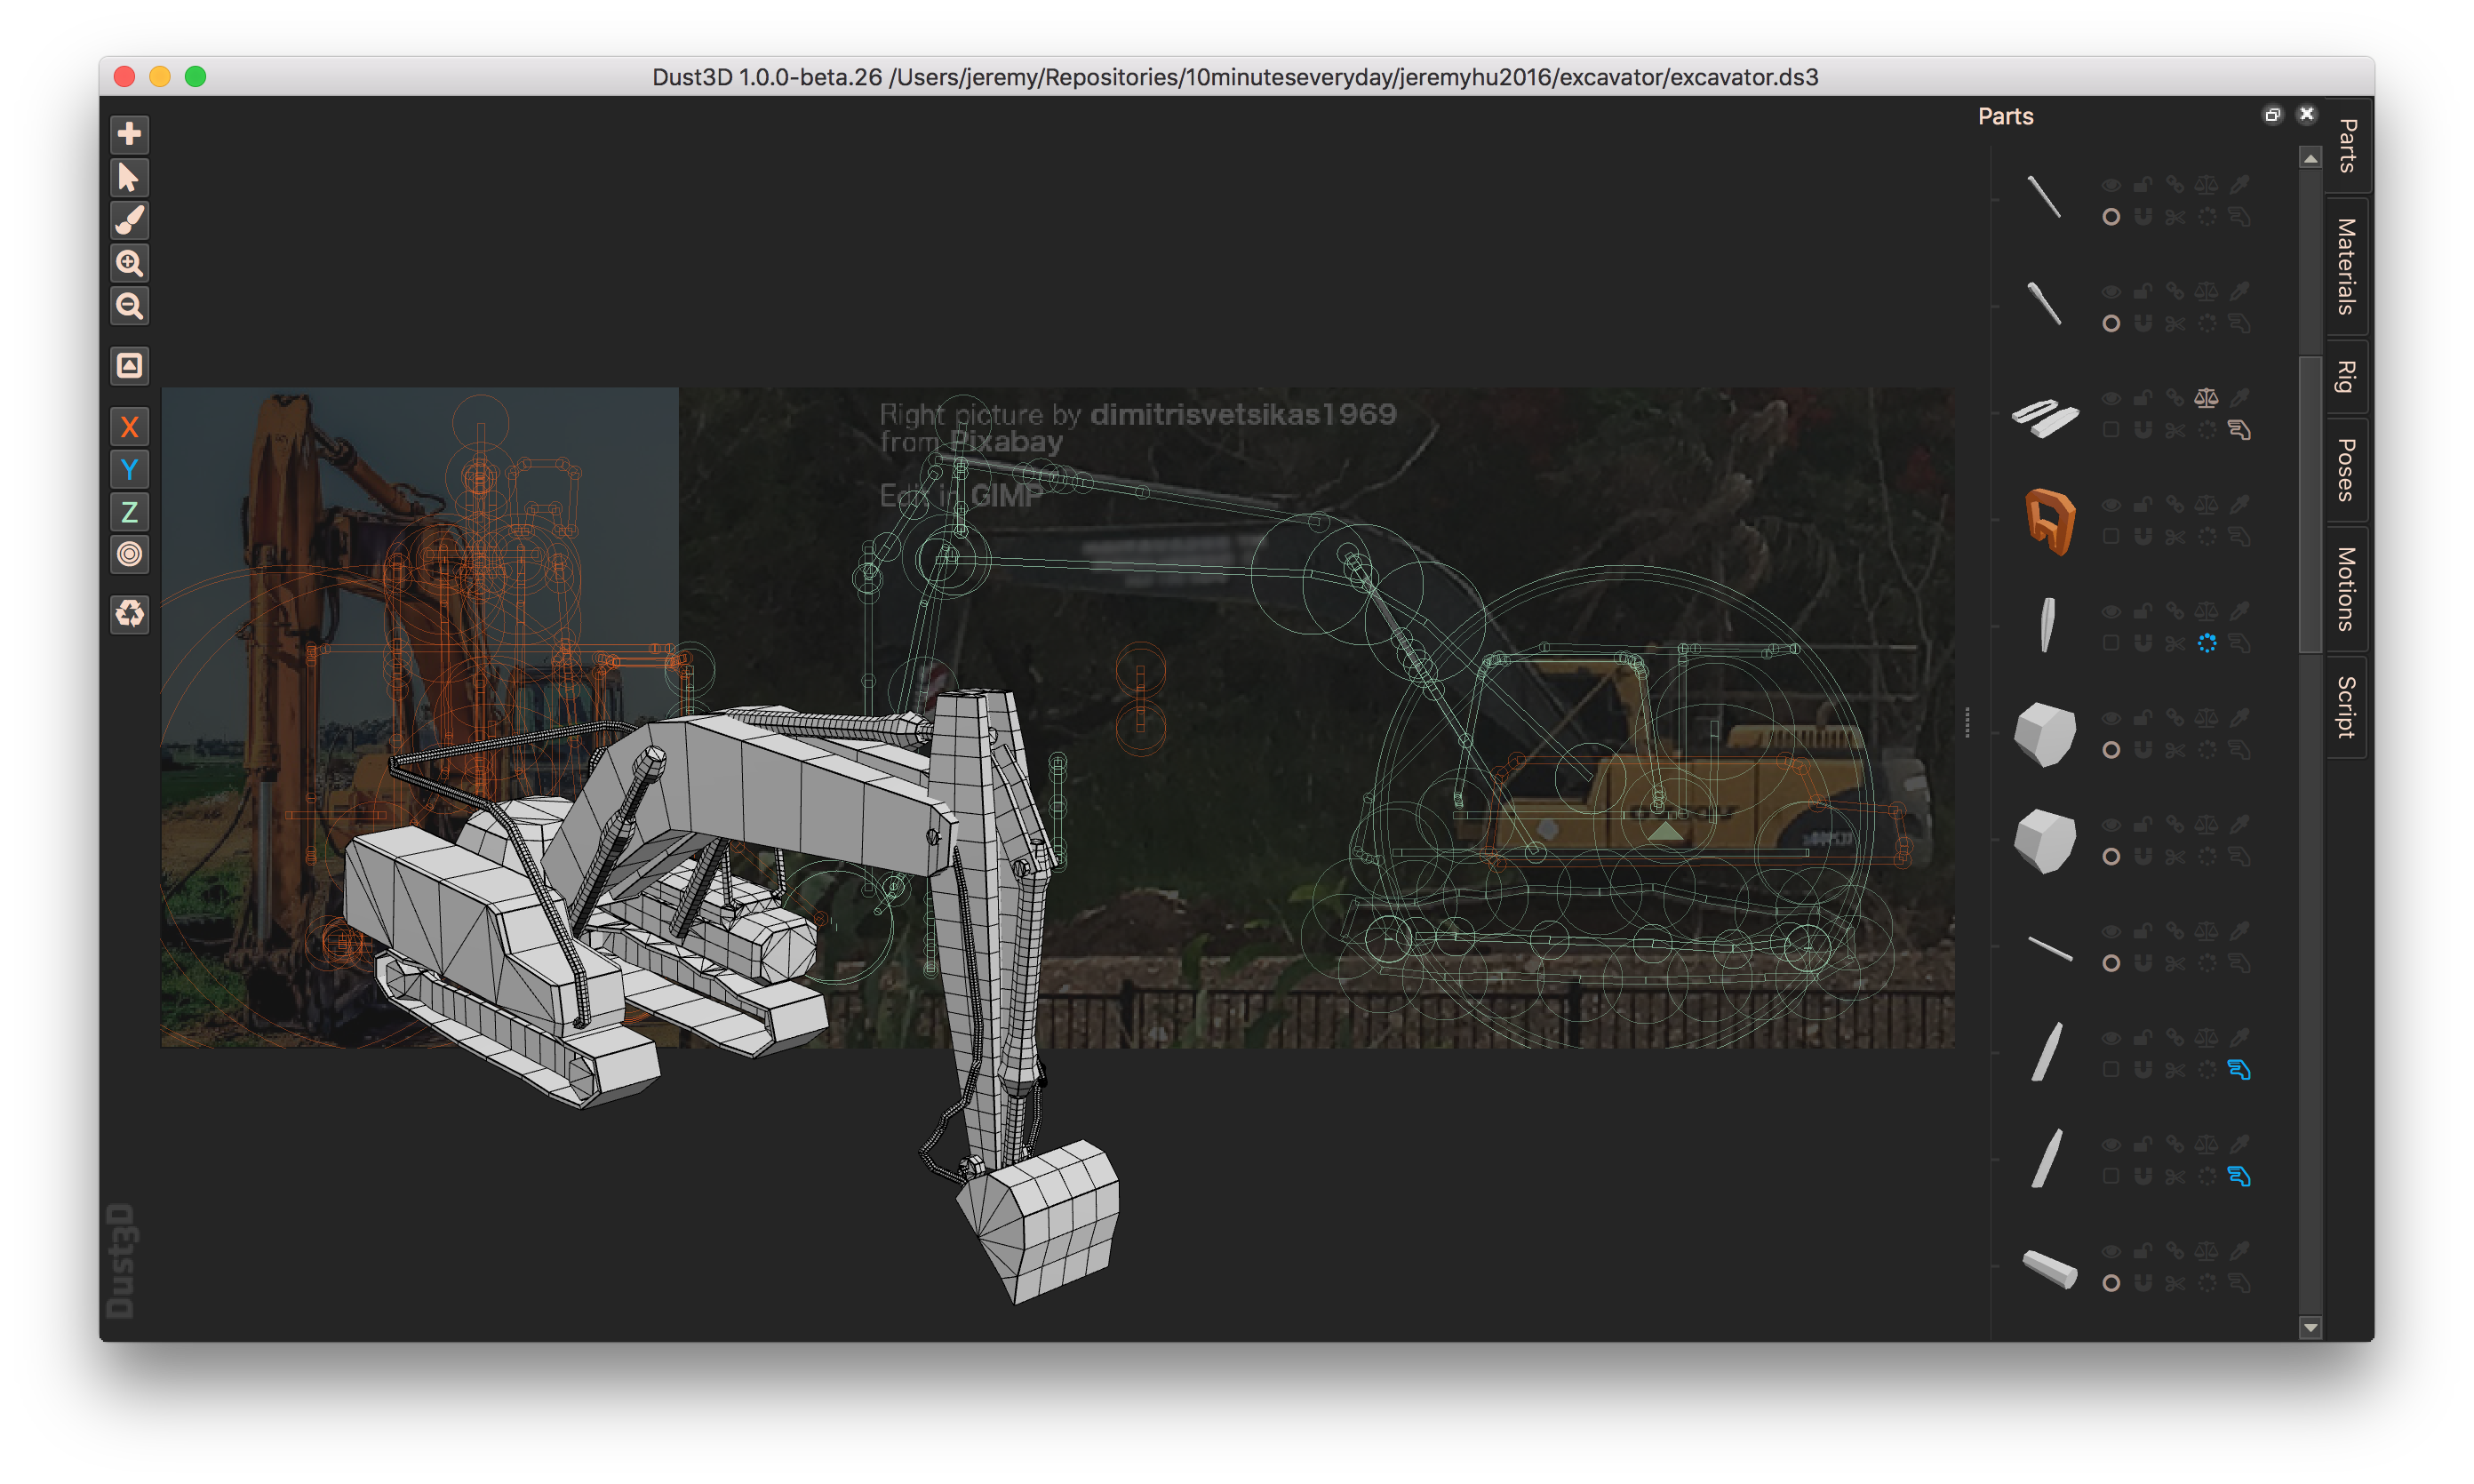 Dust3D 1.0.0-beta.26 /Users/jeremy/Repositories/10minuteseveryday/jeremyhu2016/excavator/excavator.ds3
Parts
Parts
Materials
Rig
Poses
Motions
Script
X
Y
Z
Right picture by dimitrisvetsikas1969
from Pixabay
Edit in GIMP
Dust3D